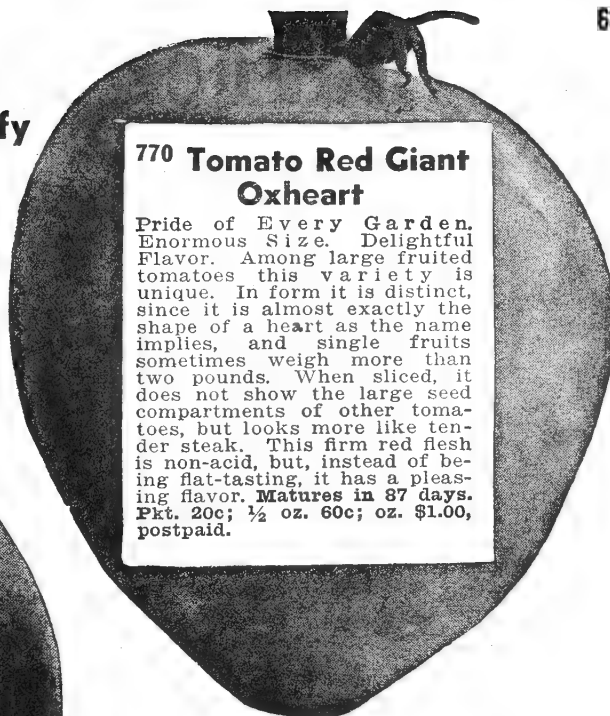 fy
770 Tomato Red Giant
Oxheart
Pride of Every Garden.
Enormous Size. Delightful
Flavor. Among large fruited
tomatoes this variety is
unique. In form it is distinct,
since it is almost exactly the
shape of a heart as the name
implies, and single fruits
sometimes weigh more than
two pounds. When sliced, it
does not show the large seed
compartments of other toma-
toes, but looks more like ten-
der steak. This firm red flesh
is non-acid, but, instead of be-
ing flat-tasting, it has a pleas-
ing flavor. Matures in 87 days.
Pkt. 20c; ½ oz. 60c; oz. $1.00,
postpaid.